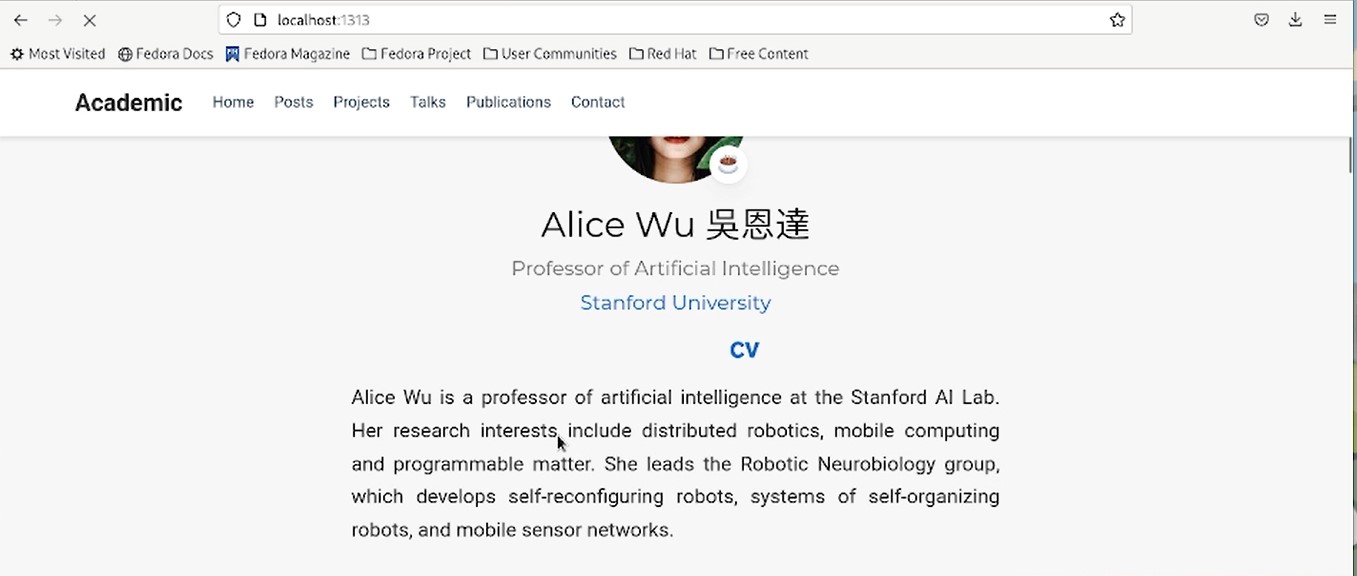 localhost:1313
Most Visited Fedora Docs Fedora Magazine Fedora Project User Communities Red Hat Free Content
Academic Home Posts Projects Talks Publications Contact
Alice Wu 吳恩達
Professor of Artificial Intelligence
Stanford University
CV
Alice Wu is a professor of artificial intelligence at the Stanford AI Lab.
Her research interests include distributed robotics, mobile computing
and programmable matter. She leads the Robotic Neurobiology group,
which develops self-reconfiguring robots, systems of self-organizing
robots, and mobile sensor networks.